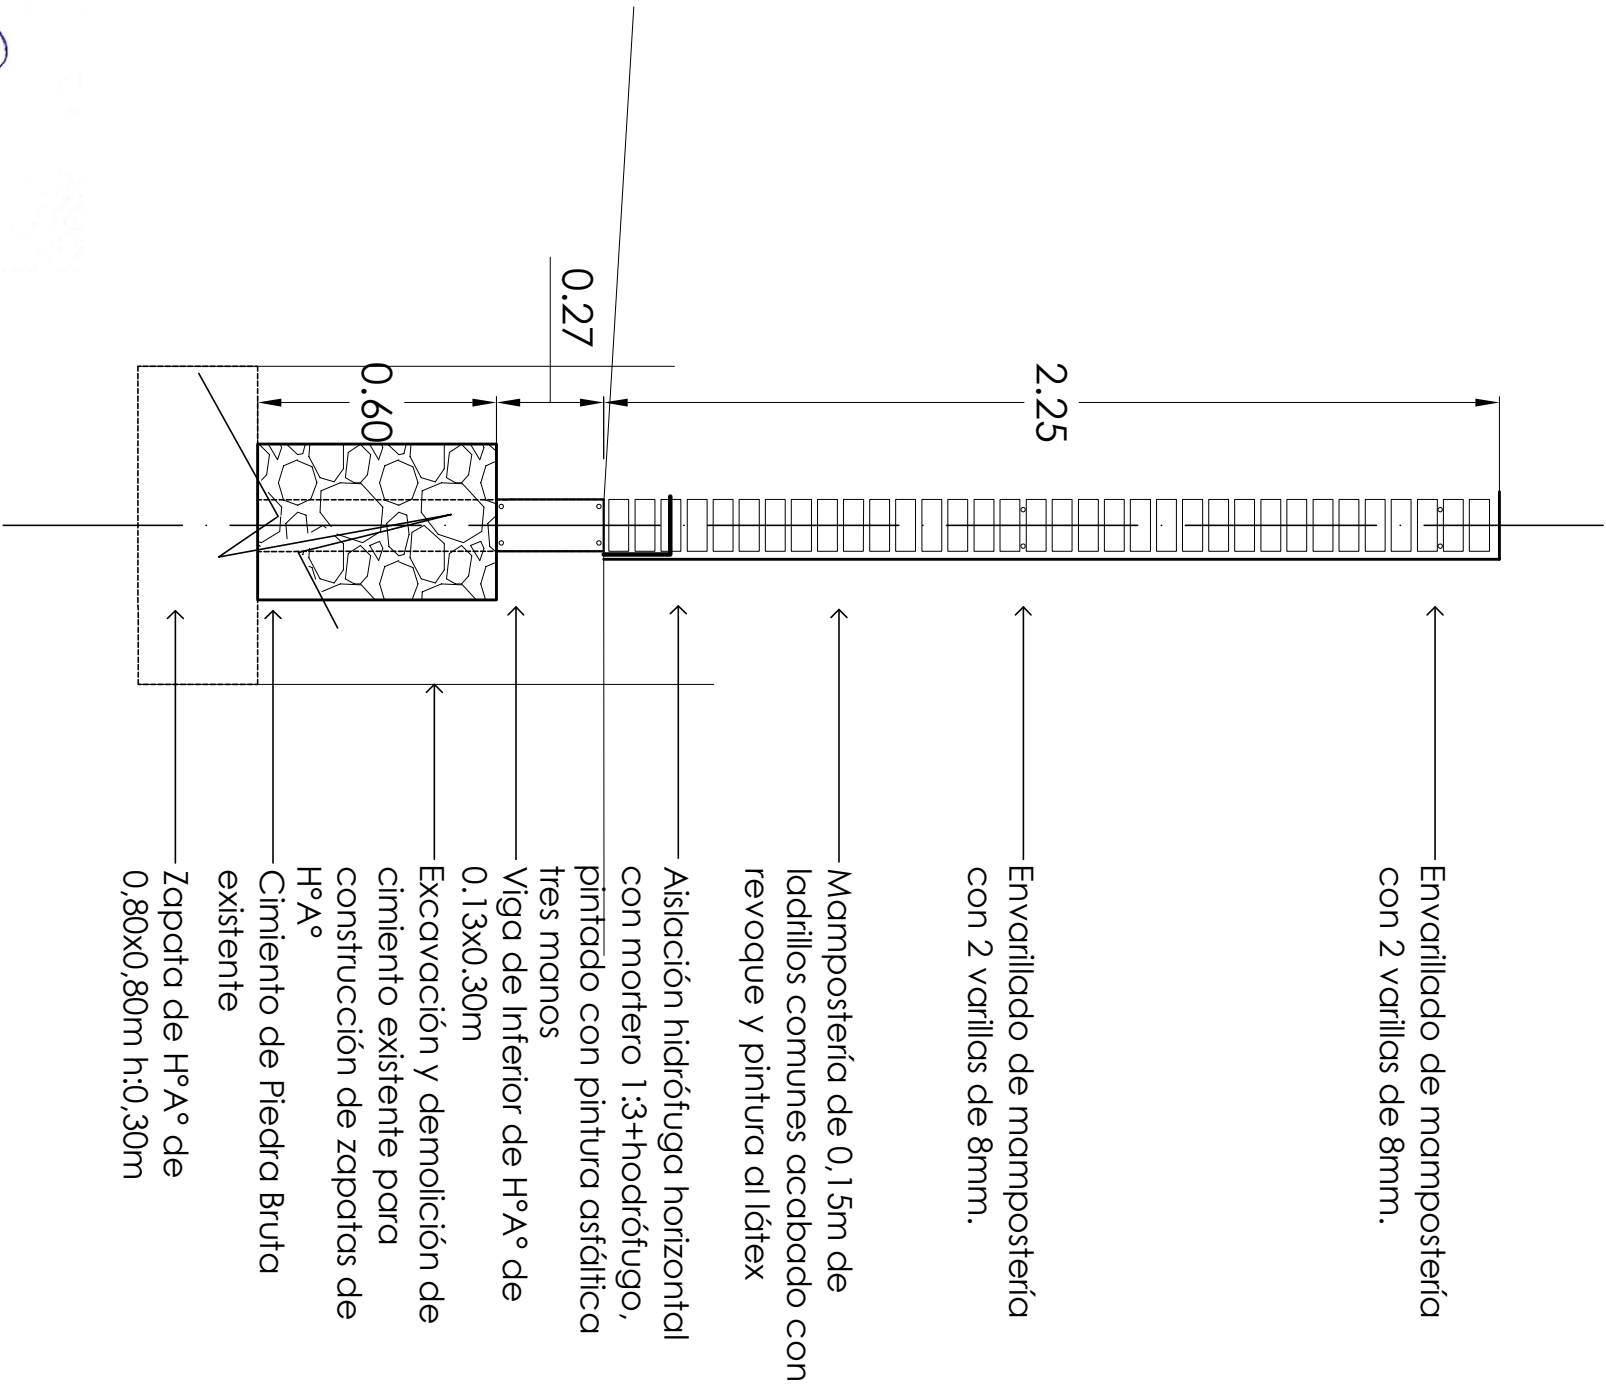 Envarillado de mampostería
con 2 varillas de 8mm.
Envarillado de mampostería
con 2 varillas de 8mm.
Mampostería de 0,15m de
ladrillos comunes acabado con
revoque y pintura al látex
Aislación hidrófuga horizontal
con mortero 1:3+hodrófugo,
pintado con pintura asfáltica
tres manos
Viga de Inferior de H°A° de
0.13x0.30m
Excavación y demolición de
cimiento existente para
construcción de zapatas de
H°A°
Cimiento de Piedra Bruta
existente
Zapata de H°A° de
0,80x0,80m h:0,30m
2.25
0.27
0.60